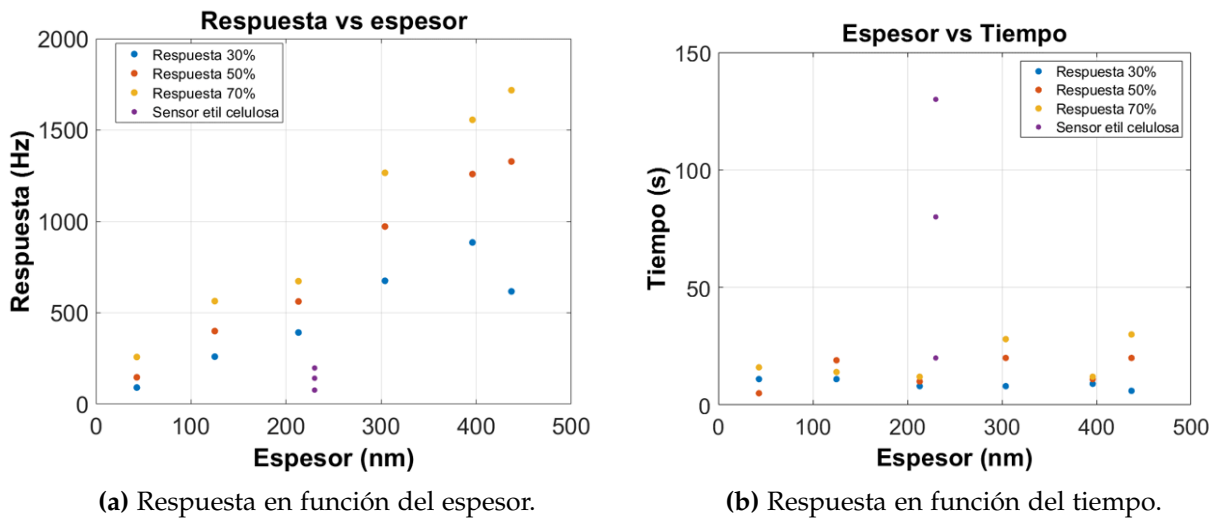 Respuesta vs espesor
2000
1500
1000
500
0
Respuesta (Hz)
Respuesta 30%
Respuesta 50%
Respuesta 70%
Sensor etil celulosa
0 100 200 300 400 500
Espesor (nm)
(a) Respuesta en función del espesor.
Espesor vs Tiempo
150
100
50
0
Tiempo (s)
Respuesta 30%
Respuesta 50%
Respuesta 70%
Sensor etil celulosa
0 100 200 300 400 500
Espesor (nm)
(b) Respuesta en función del tiempo.